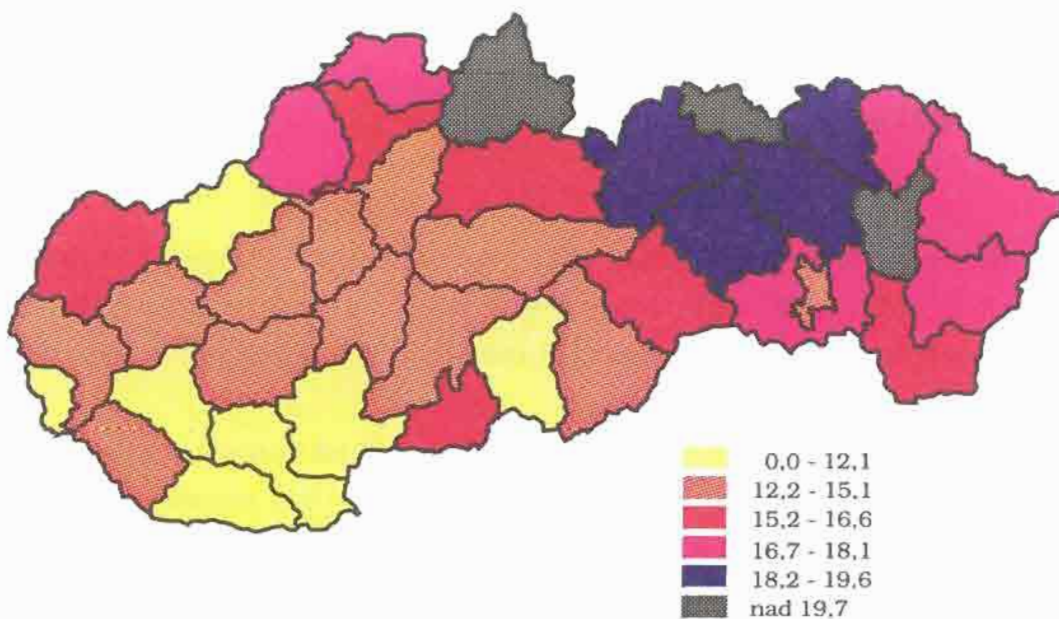 0,0 - 12,1
12,2 - 15,1
15,2 - 16,6
16,7 - 18,1
18,2 - 19,6
nad 19,7